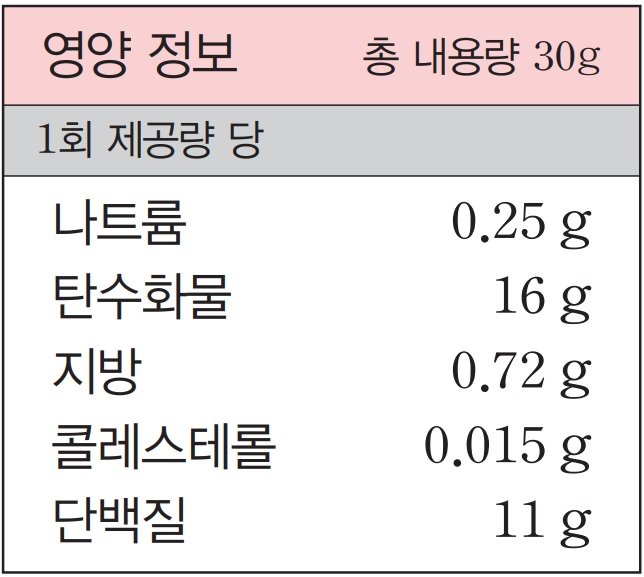 영양 정보 총 내용량 30g
1회 제공량 당
나트륨 0.25 g
탄수화물 16 g
지방 0.72 g
콜레스테롤 0.015 g
단백질 11 g